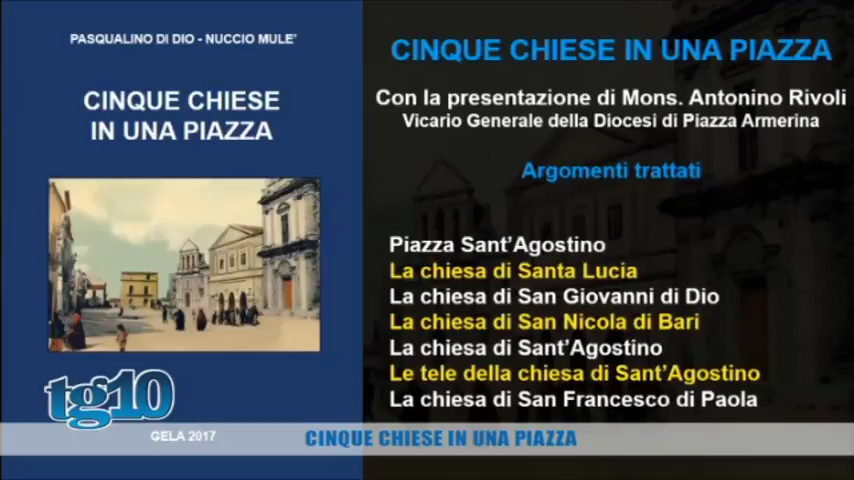 PASQUALINO DI DIO - NUCCIO MULE'
CINQUE CHIESE
IN UNA PIAZZA
tg10
GELA 2017
CINQUE CHIESE IN UNA PIAZZA
Con la presentazione di Mons. Antonino Rivoli
Vicario Generale della Diocesi di Piazza Armerina
Argomenti trattati
Piazza Sant'Agostino
La chiesa di Santa Lucia
La chiesa di San Giovanni di Dio
La chiesa di San Nicola di Bari
La chiesa di Sant'Agostino
Le tele della chiesa di Sant'Agostino
La chiesa di San Francesco di Paola
CINQUE CHIESE IN UNA PIAZZA